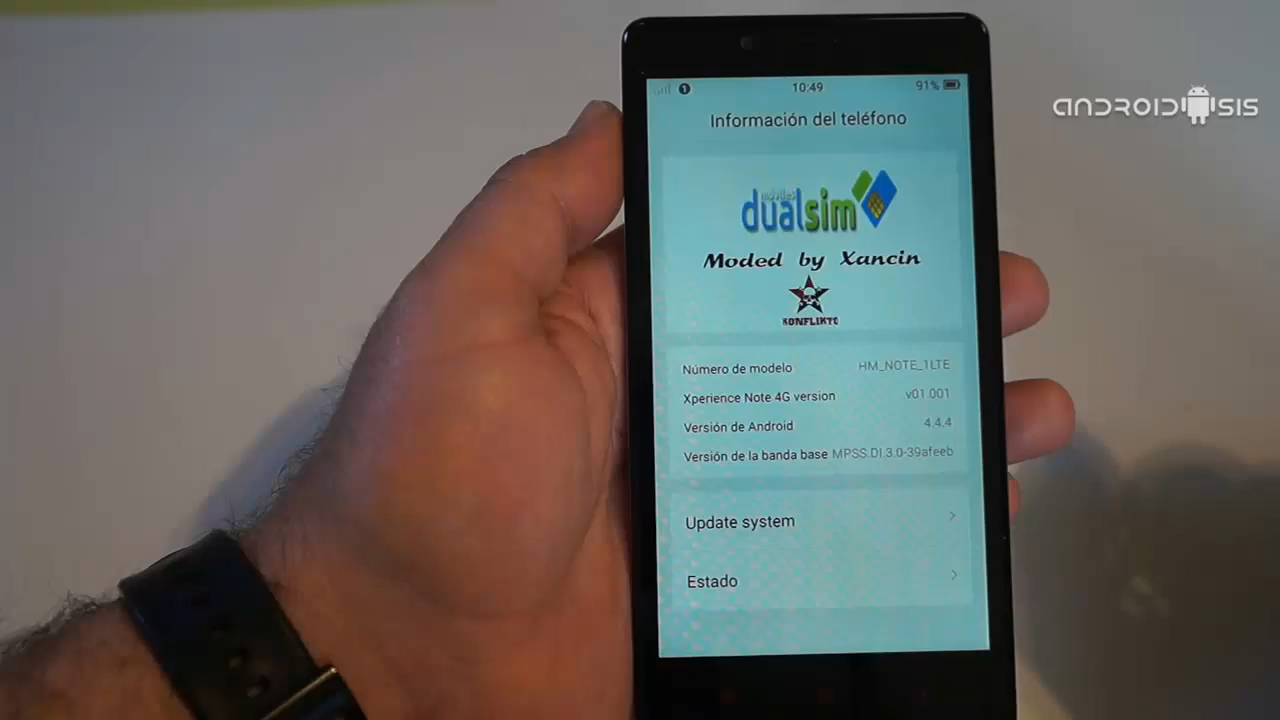 10:49
91%
ANDROIDSIS
Información del teléfono
móviles
dualsim
Moded by Xancin
KONFLIKTO
Número de modelo HM_NOTE_1LTE
Xperience Note 4G version v01.001
Versión de Android 4.4.4
Versión de la banda base MPSS.DI.3.0-39afeeb
Update system
Estado